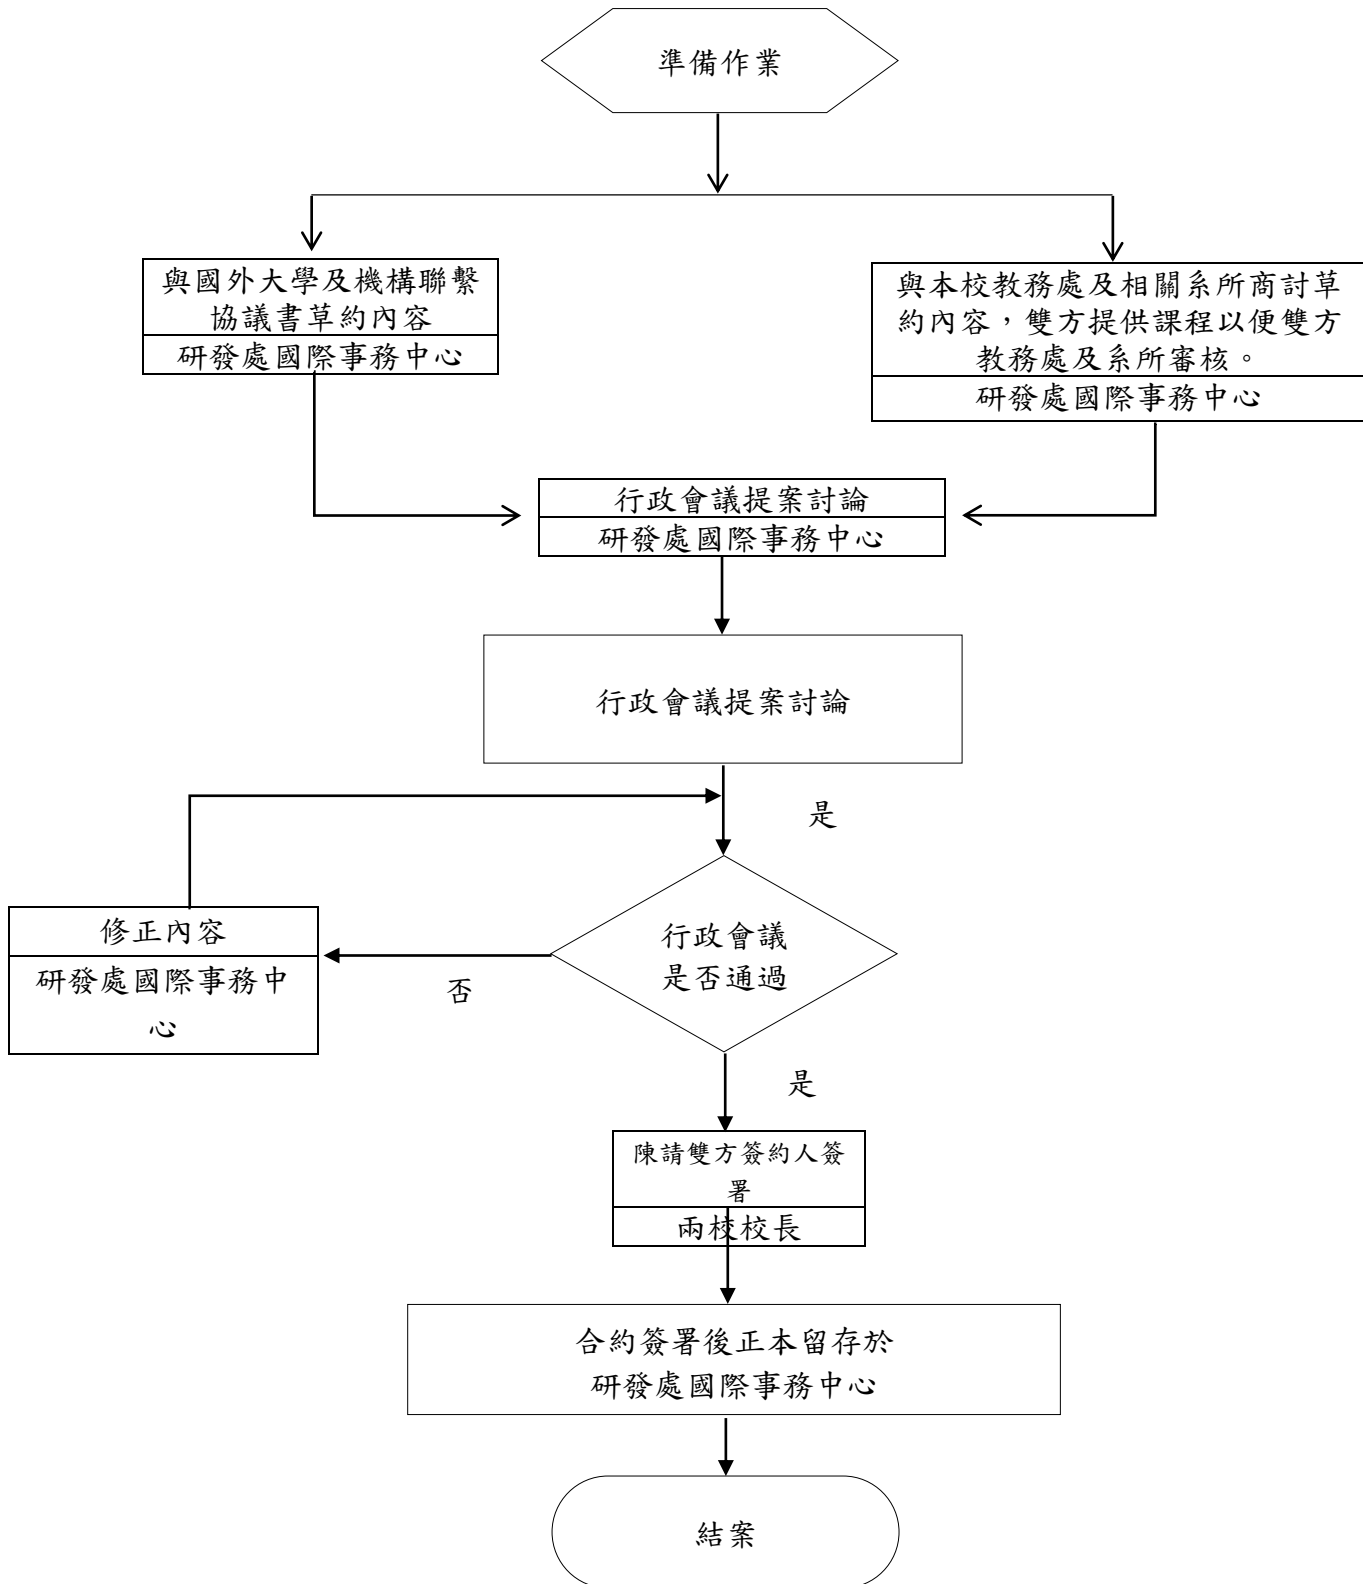 準備作業
與國外大學及機構聯繫
協議書草約內容
研發處國際事務中心
與本校教務處及相關系所商討草
約內容，雙方提供課程以便雙方
教務處及系所審核。
研發處國際事務中心
行政會議提案討論
研發處國際事務中心
行政會議提案討論
是
行政會議
是否通過
否
修正內容
研發處國際事務中
心
是
陳請雙方簽約人簽
署
兩校校長
合約簽署後正本留存於
研發處國際事務中心
結案